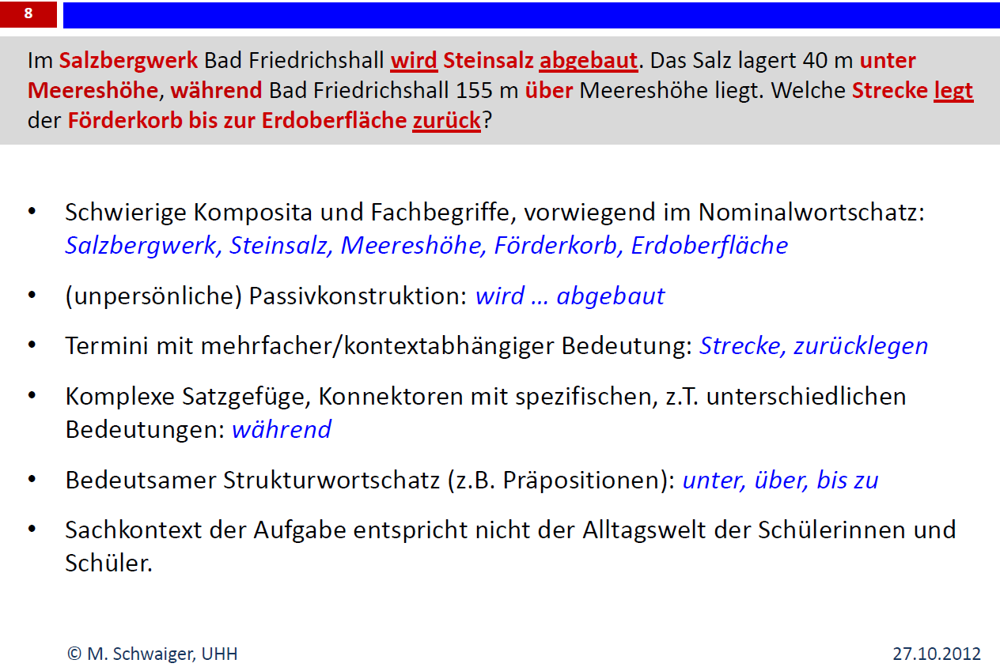 8
Im Salzbergwerk Bad Friedrichshall wird Steinsalz abgebaut. Das Salz lagert 40 m unter
Meereshöhe, während Bad Friedrichshall 155 m über Meereshöhe liegt. Welche Strecke legt
der Förderkorb bis zur Erdoberfläche zurück?
• Schwierige Komposita und Fachbegriffe, vorwiegend im Nominalwortschatz:
Salzbergwerk, Steinsalz, Meereshöhe, Förderkorb, Erdoberfläche
• (unpersönliche) Passivkonstruktion: wird ... abgebaut
• Termini mit mehrfacher/kontextabhängiger Bedeutung: Strecke, zurücklegen
• Komplexe Satzgefüge, Konnektoren mit spezifischen, z.T. unterschiedlichen
Bedeutungen: während
• Bedeutsamer Strukturwortschatz (z.B. Präpositionen): unter, über, bis zu
• Sachkontext der Aufgabe entspricht nicht der Alltagswelt der Schülerinnen und
Schüler.
© M. Schwaiger, UHH
27.10.2012